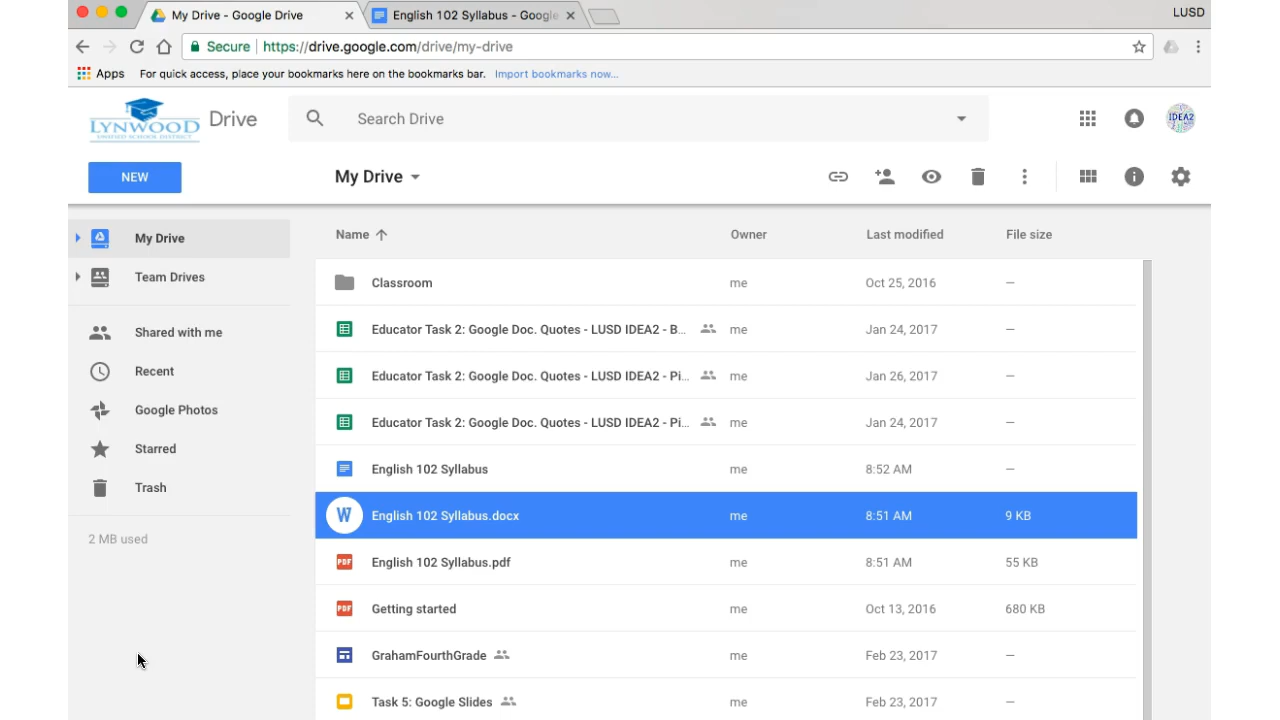 My Drive - Google Drive
English 102 Syllabus - Google
LUSD
Secure
https://drive.google.com/drive/my-drive
Apps
For quick access, place your bookmarks here on the bookmarks bar.
Import bookmarks now...
LYNWOOD
UNIFIED SCHOOL DISTRICT
Drive
Search Drive
IDEA2
NEW
My Drive
My Drive
Team Drives
Shared with me
Recent
Google Photos
Starred
Trash
2 MB used
Name Owner Last modified File size
Classroom me Oct 25, 2016 —
Educator Task 2: Google Doc. Quotes - LUSD IDEA2 - B... me Jan 24, 2017 —
Educator Task 2: Google Doc. Quotes - LUSD IDEA2 - Pi... me Jan 26, 2017 —
Educator Task 2: Google Doc. Quotes - LUSD IDEA2 - Pi... me Jan 24, 2017 —
English 102 Syllabus me 8:52 AM —
W English 102 Syllabus.docx me 8:51 AM 9 KB
PDF English 102 Syllabus.pdf me 8:51 AM 55 KB
PDF Getting started me Oct 13, 2016 680 KB
GrahamFourthGrade me Feb 23, 2017 —
Task 5: Google Slides me Feb 23, 2017 —